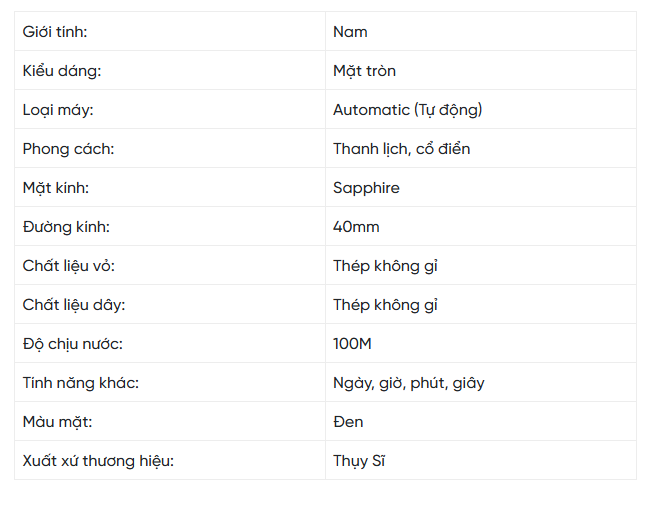 Giới tính: Nam
Kiểu dáng: Mặt tròn
Loại máy: Automatic (Tự động)
Phong cách: Thanh lịch, cổ điển
Mặt kính: Sapphire
Đường kính: 40mm
Chất liệu vỏ: Thép không gỉ
Chất liệu dây: Thép không gỉ
Độ chịu nước: 100M
Tính năng khác: Ngày, giờ, phút, giây
Màu mặt: Đen
Xuất xứ thương hiệu: Thụy Sĩ